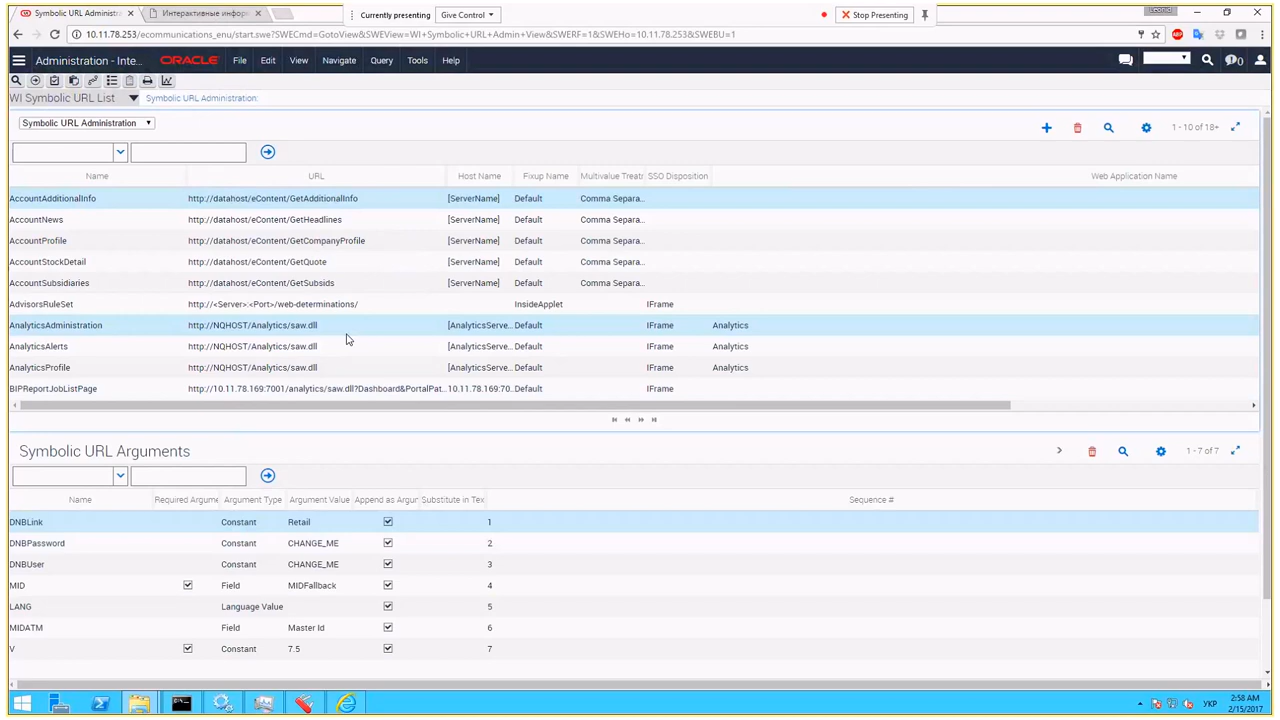 Symbolic URL Administra
Интерактивные инфор
Currently presenting
Give Control
Stop Presenting
10.11.78.253/ecommunications_enu/start.swe?SWECmd=GotoView&SWEView=WI+Symbolic+URL+Admin+View&SWERF=1&SWEHo=10.11.78.253&SWEBU=1
Administration - Inte...
ORACLE
File Edit View Navigate Query Tools Help
0
WI Symbolic URL List
Symbolic URL Administration:
Symbolic URL Administration
1 - 10 of 18+
Name URL Host Name Fixup Name Multivalue Treatr SSO Disposition Web Application Name
AccountAdditionalInfo http://datahost/eContent/GetAdditionalInfo [ServerName] Default Comma Separa...
AccountNews http://datahost/eContent/GetHeadlines [ServerName] Default Comma Separa...
AccountProfile http://datahost/eContent/GetCompanyProfile [ServerName] Default Comma Separa...
AccountStockDetail http://datahost/eContent/GetQuote [ServerName] Default Comma Separa...
AccountSubsidiaries http://datahost/eContent/GetSubsids [ServerName] Default Comma Separa...
AdvisorsRuleSet http://<Server>:<Port>/web-determinations/ InsideApplet IFrame
AnalyticsAdministration http://NQHOST/Analytics/saw.dll [AnalyticsServe... Default IFrame Analytics
AnalyticsAlerts http://NQHOST/Analytics/saw.dll [AnalyticsServe... Default IFrame Analytics
AnalyticsProfile http://NQHOST/Analytics/saw.dll [AnalyticsServe... Default IFrame Analytics
BIPReportJobListPage http://10.11.78.169:7001/analytics/saw.dll?Dashboard&PortalPat... 10.11.78.169:70... Default IFrame
Symbolic URL Arguments
1 - 7 of 7
Name Required Argume Argument Type Argument Value Append as Argun Substitute in Tex Sequence #
DNBLink Constant Retail 1
DNBPassword Constant CHANGE_ME 2
DNBUser Constant CHANGE_ME 3
MID Field MIDFallback 4
LANG Language Value 5
MIDATM Field Master Id 6
V Constant 7.5 7
УКР
2:58 AM
2/15/2017